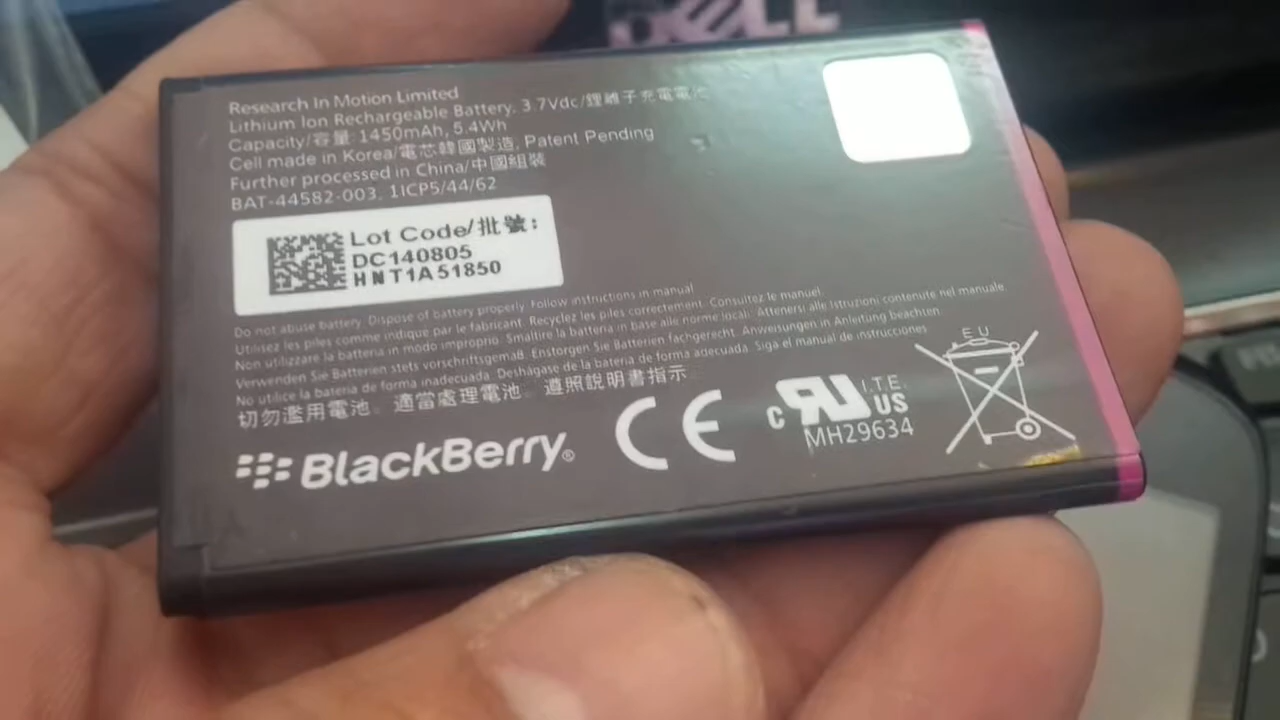 DELL
Research In Motion Limited
Lithium Ion Rechargeable Battery. 3.7Vdc/鋰離子充電電池
Capacity/容量: 1450mAh, 5.4Wh
Cell made in Korea/電芯韓國製造, Patent Pending
Further processed in China/中國組裝
BAT-44582-003, 1ICP5/44/62
Lot Code/批號:
DC140805
HNT1A51850
Do not abuse battery. Dispose of battery properly. Follow instructions in manual
Utilisez les piles comme indique par le fabricant. Recyclez les piles correctement. Consultez le manuel.
Non utilizzare la batteria in modo improprio. Smaltire la batteria in base alle norme locali. Attenersi alle istruzioni contenute nel manuale.
Verwenden Sie Batterien stets vorschriftsgemäß. Enstorgen Sie Batterien fachgerecht. Anweisungen in Anleitung beachten
No utilice la bateria de forma inadecuada. Deshágase de la bateria de forma adecuada. Siga el manual de instrucciones
切勿濫用電池。適當處理電池。遵照說明書指示
BlackBerry®
CE
c RU US
I.T.E.
MH29634
EU